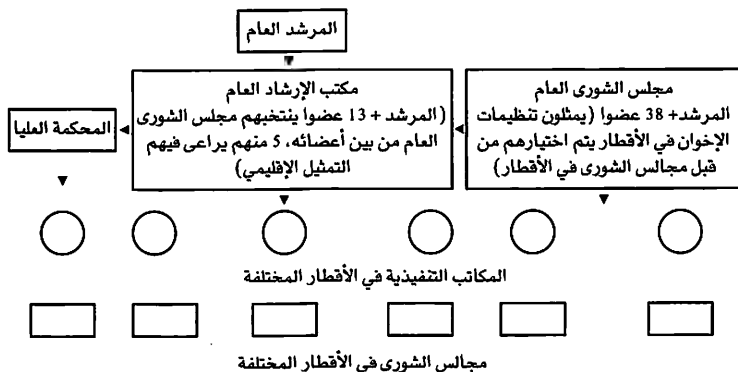 المرشد العام
مجلس الشورى العام
المرشد+ 38 عضوا (يمثلون تنظيمات
الإخوان في الأقطار يتم اختيارهم من
قبل مجالس الشورى في الأقطار)
مكتب الإرشاد العام
(المرشد + 13 عضوا ينتخبهم مجلس الشورى
العام من بين أعضائه، 5 منهم يراعى فيهم
التمثيل الإقليمي)
المحكمة العليا
المكاتب التنفيذية في الأقطار المختلفة
مجالس الشورى في الأقطار المختلفة